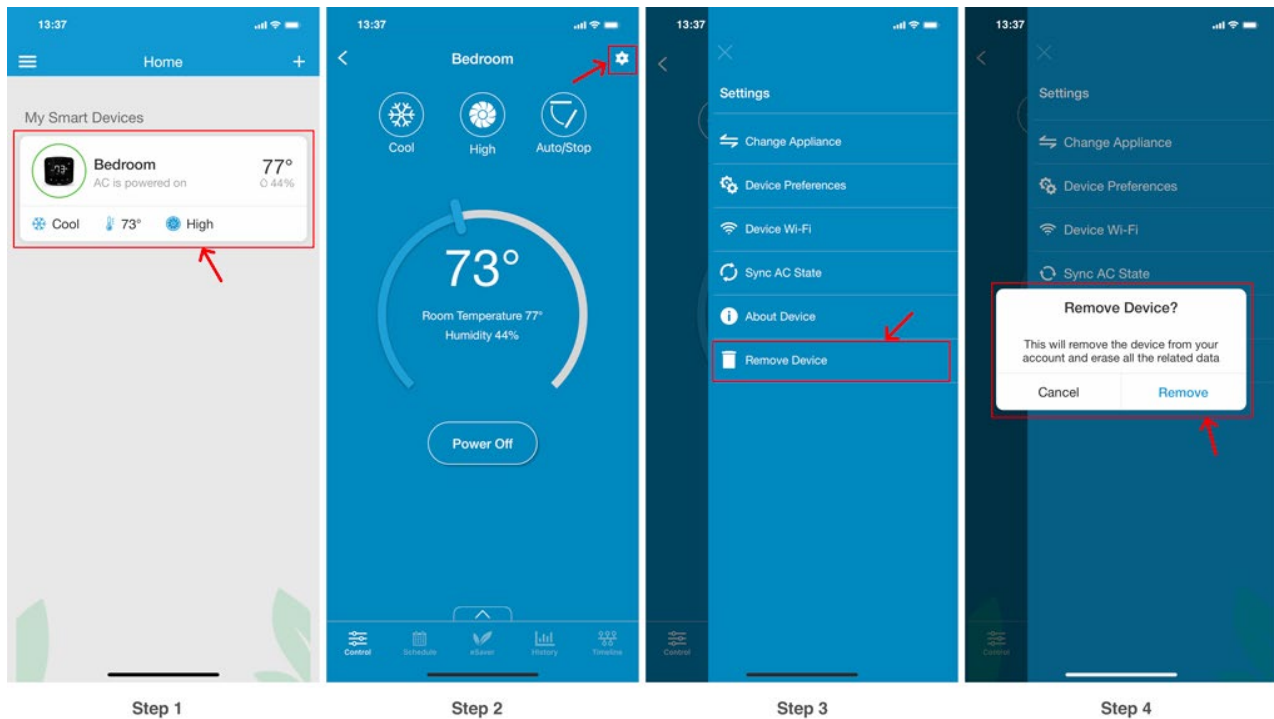 13:37
Home
+
My Smart Devices
73°
Bedroom
77°
AC is powered on
44%
Cool
73°
High
Step 1
13:37
Bedroom
Cool
High
Auto/Stop
73°
Room Temperature 77°
Humidity 44%
Power Off
Control
Schedule
eSaver
History
Timeline
Step 2
13:37
Settings
Change Appliance
Device Preferences
Device Wi-Fi
Sync AC State
About Device
Remove Device
Control
Step 3
13:37
Settings
Change Appliance
Device Preferences
Device Wi-Fi
Sync AC State
Remove Device?
This will remove the device from your
account and erase all the related data
Cancel
Remove
Control
Step 4